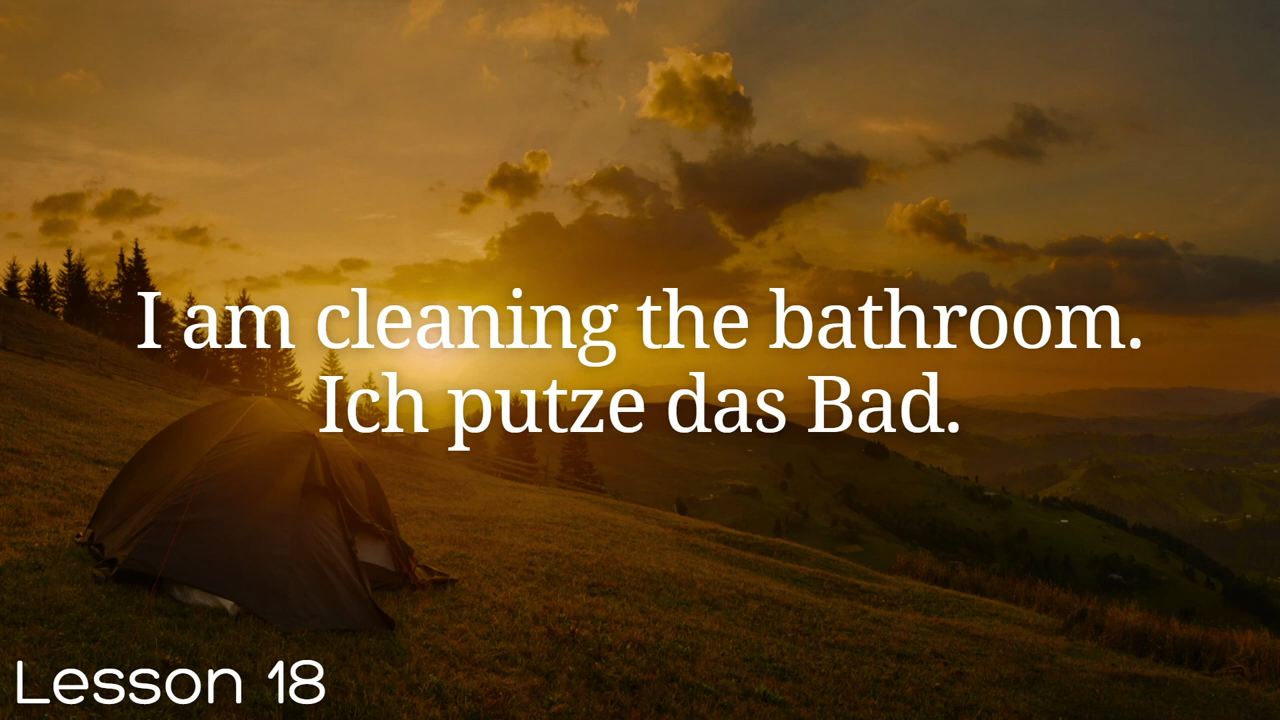 I am cleaning the bathroom.
Ich putze das Bad.
Lesson 18